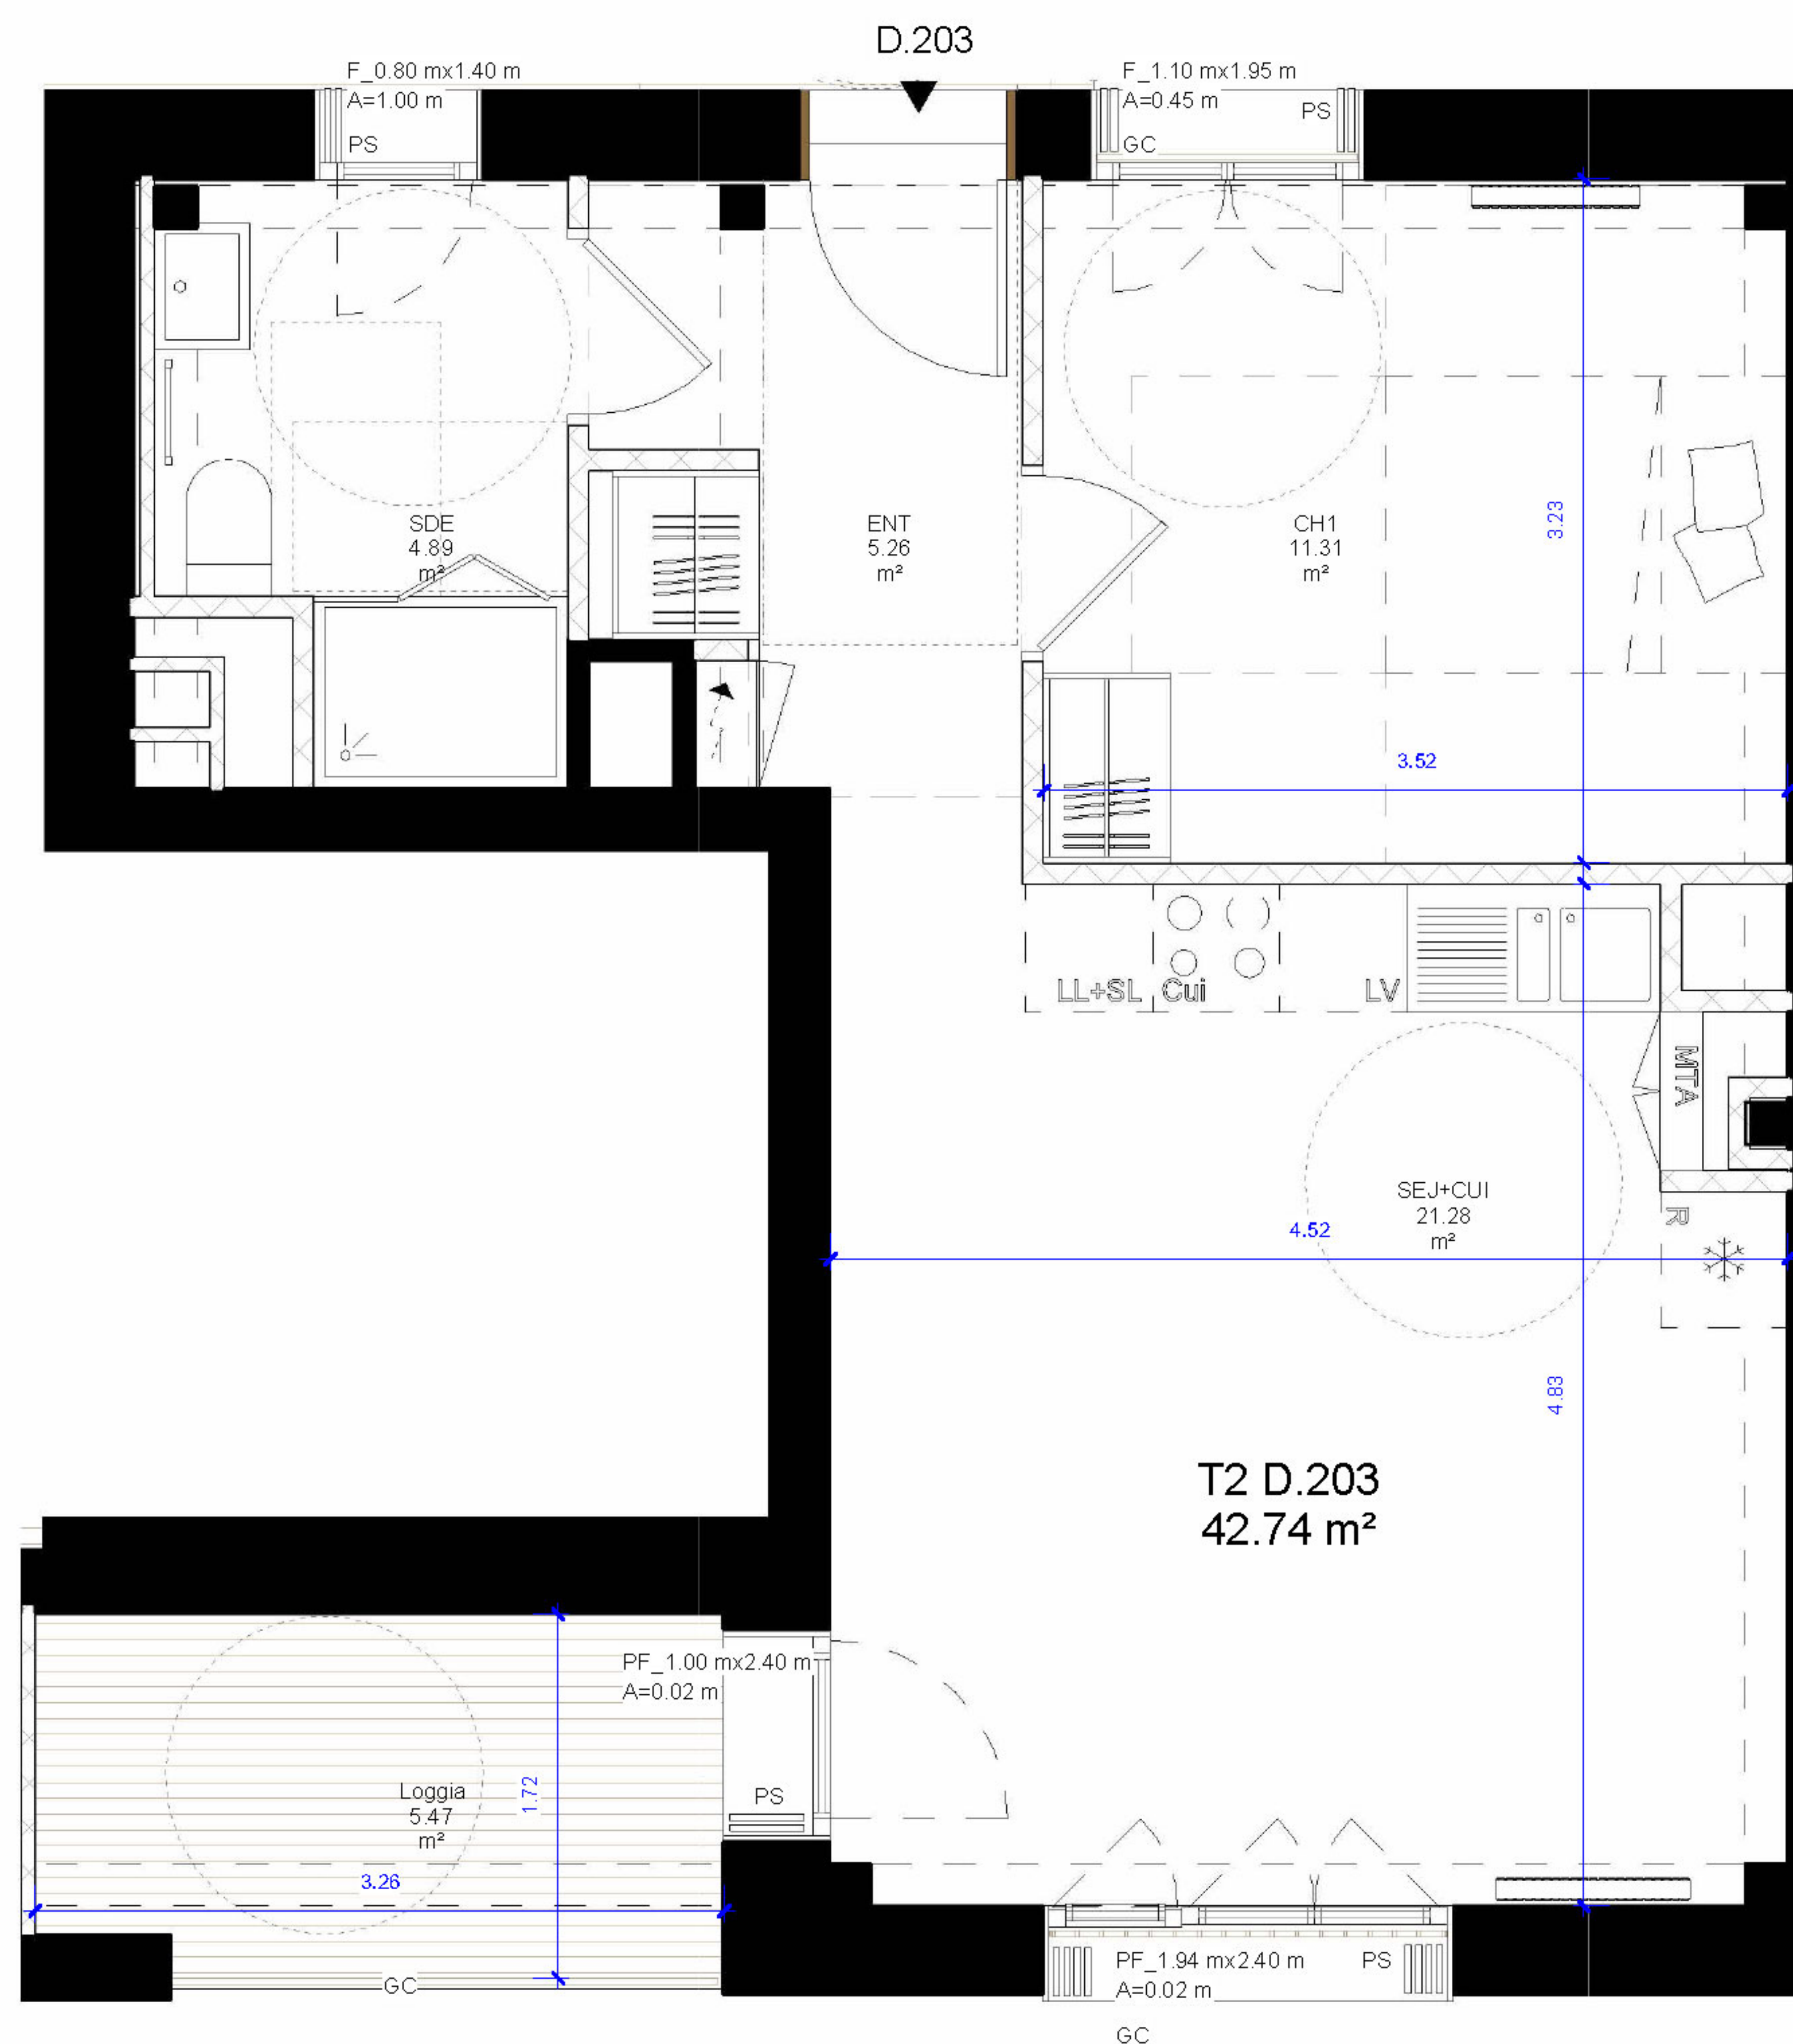 D.203
F_0.80 mx1.40 m
A=1.00 m
PS
F_1.10 mx1.95 m
A=0.45 m
PS
GC
SDE
4.89
m²
ENT
5.26
m²
CH1
11.31
m²
3.23
3.52
LL+SL
Cui
LV
MTA
SEJ+CUI
21.28
m²
R
4.52
4.83
T2 D.203
42.74 m²
PF_1.00 mx2.40 m
A=0.02 m
PS
Loggia
5.47
m²
1.72
3.26
GC
PF_1.94 mx2.40 m
A=0.02 m
PS
GC